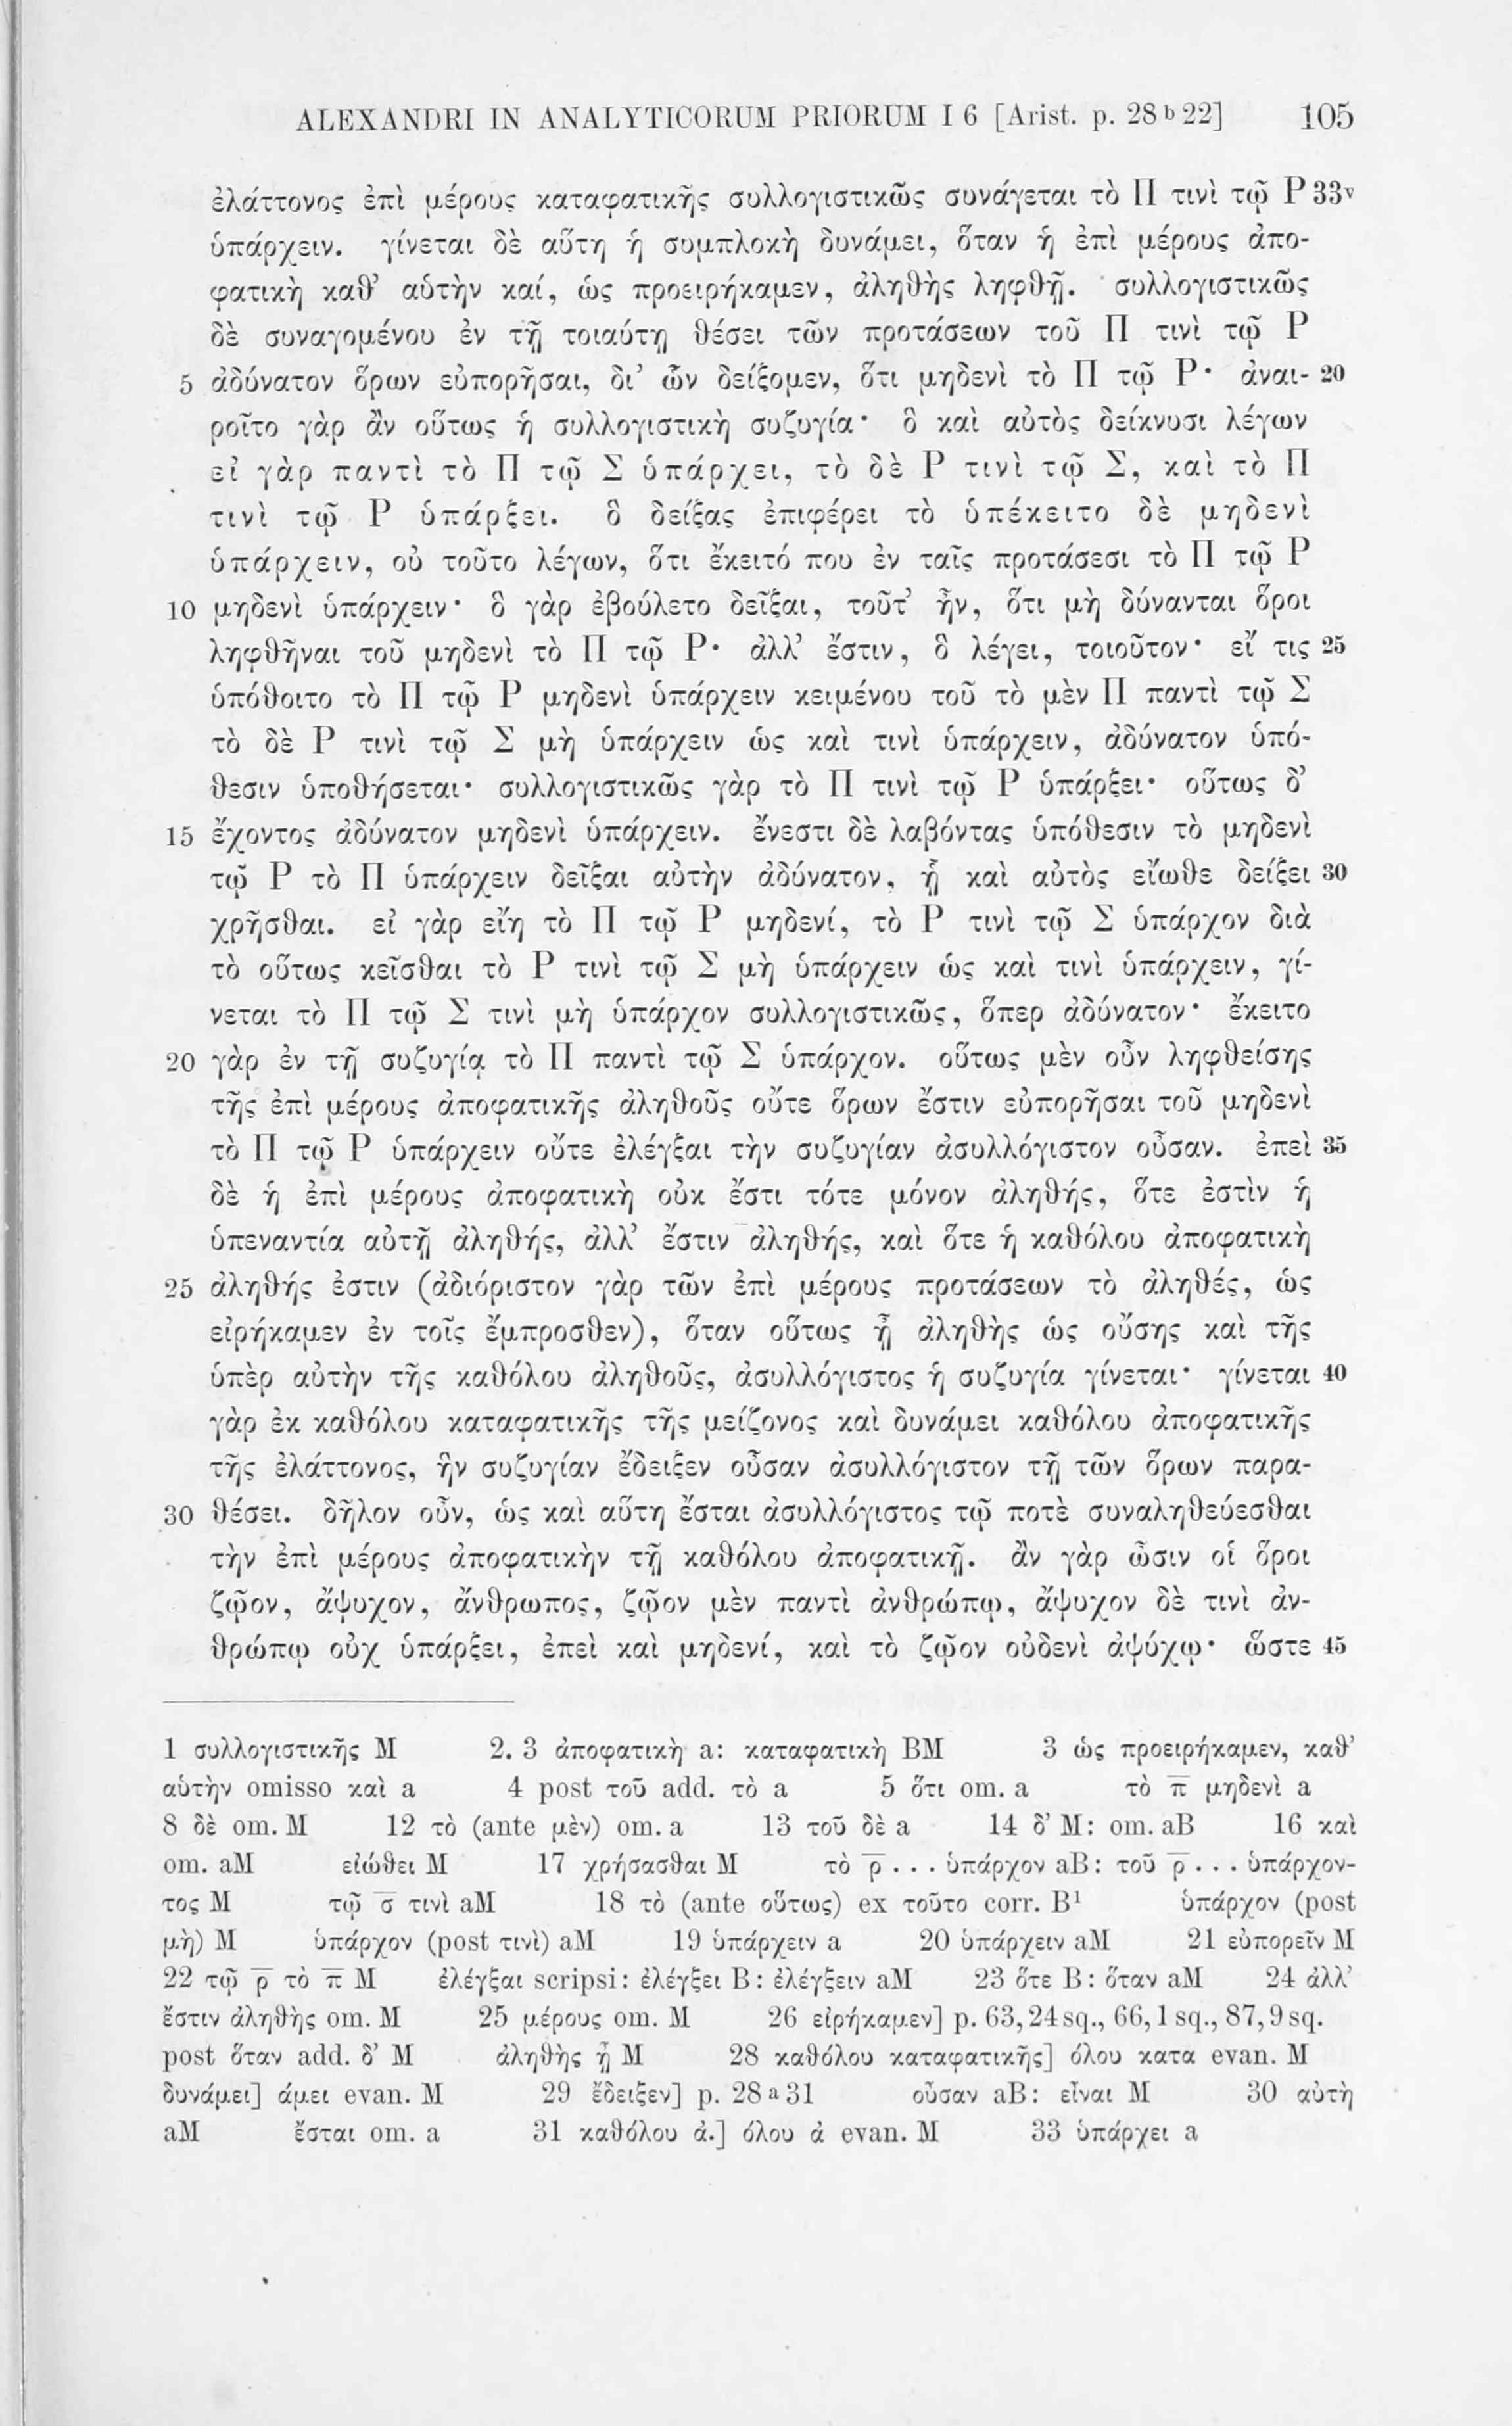 ALEXANDRI IN ANALYTICORUM PRIORUM I 6 [Arist. p. 28 b 22] 105
ἐλάττονος ἐπὶ μέρους καταφατικῆς συλλογιστικῶς συνάγεται τὸ Π τινὶ τῷ Ρ 33v
ὑπάρχειν. γίνεται δὲ αὕτη ἡ συμπλοκὴ δυνάμει, ὅταν ἡ ἐπὶ μέρους ἀπο-
φατικὴ καθ’ αὑτὴν καί, ὡς προειρήκαμεν, ἀληθὴς ληφθῇ. συλλογιστικῶς
δὲ συναγομένου ἐν τῇ τοιαύτῃ θέσει τῶν προτάσεων τοῦ Π τινὶ τῷ Ρ
5 ἀδύνατον ὅρων εὐπορῆσαι, δι’ ὧν δείξομεν, ὅτι μηδενὶ τὸ Π τῷ Ρ· ἀναι- 20
ροῖτο γὰρ ἂν οὕτως ἡ συλλογιστικὴ συζυγία· ὃ καὶ αὐτὸς δείκνυσι λέγων
εἰ γὰρ παντὶ τὸ Π τῷ Σ ὑπάρχει, τὸ δὲ Ρ τινὶ τῷ Σ, καὶ τὸ Π
τινὶ τῷ Ρ ὑπάρξει. ὃ δείξας ἐπιφέρει τὸ ὑπέκειτο δὲ μηδενὶ
ὑπάρχειν, οὐ τοῦτο λέγων, ὅτι ἔκειτό που ἐν ταῖς προτάσεσι τὸ Π τῷ Ρ
10 μηδενὶ ὑπάρχειν· ὃ γὰρ ἐβούλετο δεῖξαι, τοῦτ’ ἦν, ὅτι μὴ δύνανται ὅροι
ληφθῆναι τοῦ μηδενὶ τὸ Π τῷ Ρ· ἀλλ’ ἔστιν, ὃ λέγει, τοιοῦτον· εἴ τις 25
ὑπόθοιτο τὸ Π τῷ Ρ μηδενὶ ὑπάρχειν κειμένου τοῦ τὸ μὲν Π παντὶ τῷ Σ
τὸ δὲ Ρ τινὶ τῷ Σ μὴ ὑπάρχειν ὡς καὶ τινὶ ὑπάρχειν, ἀδύνατον ὑπό-
θεσιν ὑποθήσεται· συλλογιστικῶς γὰρ τὸ Π τινὶ τῷ Ρ ὑπάρξει· οὕτως δ’
15 ἔχοντος ἀδύνατον μηδενὶ ὑπάρχειν. ἔνεστι δὲ λαβόντας ὑπόθεσιν τὸ μηδενὶ
τῷ Ρ τὸ Π ὑπάρχειν δεῖξαι αὐτὴν ἀδύνατον, ᾗ καὶ αὐτὸς εἴωθε δείξει 30
χρῆσθαι. εἰ γὰρ εἴη τὸ Π τῷ Ρ μηδενί, τὸ Ρ τινὶ τῷ Σ ὑπάρχον διὰ
τὸ οὕτως κεῖσθαι τὸ Ρ τινὶ τῷ Σ μὴ ὑπάρχειν ὡς καὶ τινὶ ὑπάρχειν, γί-
νεται τὸ Π τῷ Σ τινὶ μὴ ὑπάρχον συλλογιστικῶς, ὅπερ ἀδύνατον· ἔκειτο
20 γὰρ ἐν τῇ συζυγίᾳ τὸ Π παντὶ τῷ Σ ὑπάρχον. οὕτως μὲν οὖν ληφθείσης
τῆς ἐπὶ μέρους ἀποφατικῆς ἀληθοῦς οὔτε ὅρων ἔστιν εὐπορῆσαι τοῦ μηδενὶ
τὸ Π τῷ Ρ ὑπάρχειν οὔτε ἐλέγξαι τὴν συζυγίαν ἀσυλλόγιστον οὖσαν. ἐπεὶ 35
δὲ ἡ ἐπὶ μέρους ἀποφατικὴ οὐκ ἔστι τότε μόνον ἀληθής, ὅτε ἐστὶν ἡ
ὑπεναντία αὐτῇ ἀληθής, ἀλλ’ ἔστιν ἀληθής, καὶ ὅτε ἡ καθόλου ἀποφατικὴ
25 ἀληθής ἐστιν (ἀδιόριστον γὰρ τῶν ἐπὶ μέρους προτάσεων τὸ ἀληθές, ὡς
εἰρήκαμεν ἐν τοῖς ἔμπροσθεν), ὅταν οὕτως ᾖ ἀληθὴς ὡς οὔσης καὶ τῆς
ὑπὲρ αὐτὴν τῆς καθόλου ἀληθοῦς, ἀσυλλόγιστος ἡ συζυγία γίνεται· γίνεται 40
γὰρ ἐκ καθόλου καταφατικῆς τῆς μείζονος καὶ δυνάμει καθόλου ἀποφατικῆς
τῆς ἐλάττονος, ἣν συζυγίαν ἔδειξεν οὖσαν ἀσυλλόγιστον τῇ τῶν ὅρων παρα-
30 θέσει. δῆλον οὖν, ὡς καὶ αὕτη ἔσται ἀσυλλόγιστος τῷ ποτὲ συναληθεύεσθαι
τὴν ἐπὶ μέρους ἀποφατικὴν τῇ καθόλου ἀποφατικῇ. ἂν γὰρ ὦσιν οἱ ὅροι
ζῷον, ἄψυχον, ἄνθρωπος, ζῷον μὲν παντὶ ἀνθρώπῳ, ἄψυχον δὲ τινὶ ἀν-
θρώπῳ οὐχ ὑπάρξει, ἐπεὶ καὶ μηδενί, καὶ τὸ ζῷον οὐδενὶ ἀψύχῳ· ὥστε 45
1 συλλογιστικῆς M 2. 3 ἀποφατικὴ a: καταφατικὴ BM 3 ὡς προειρήκαμεν, καθ’
αὑτὴν omisso καὶ a 4 post τοῦ add. τὸ a 5 ὅτι om. a τὸ π̅ μηδενὶ a
8 δὲ om. M 12 τὸ (ante μὲν) om. a 13 τοῦ δὲ a 14 δ’ M: om. aB 16 καὶ
om. aM εἰώθει M 17 χρήσασθαι M τὸ ρ̅ . . . ὑπάρχον aB: τοῦ ρ̅ . . . ὑπάρχον-
τος M τῷ σ̅ τινὶ aM 18 τὸ (ante οὕτως) ex τοῦτο corr. B¹ ὑπάρχον (post
μὴ) M ὑπάρχον (post τινὶ) aM 19 ὑπάρχειν a 20 ὑπάρχειν aM 21 εὐπορεῖν M
22 τῷ ρ̅ τὸ π̅ M ἐλέγξαι scripsi: ἐλέγξει B: ἐλέγξειν aM 23 ὅτε B: ὅταν aM 24 ἀλλ’
ἔστιν ἀληθὴς om. M 25 μέρους om. M 26 εἰρήκαμεν] p. 63,24 sq., 66,1 sq., 87,9 sq.
post ὅταν add. δ’ M ἀληθὴς ᾖ M 28 καθόλου καταφατικῆς] όλου κατα evan. M
δυνάμει] άμει evan. M 29 ἔδειξεν] p. 28 a 31 οὖσαν aB: εἶναι M 30 αὐτὴ
aM ἔσται om. a 31 καθόλου ἀ.] όλου ἀ evan. M 33 ὑπάρχει a